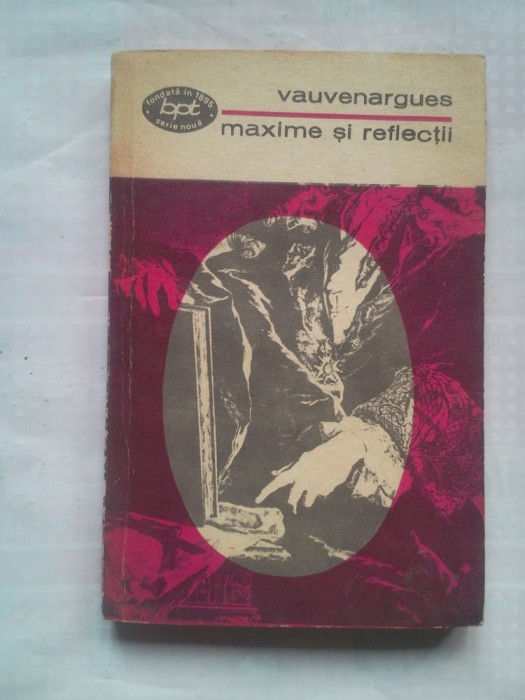 fondată în 1895
bpt
serie nouă
vauvenargues
maxime și reflecții